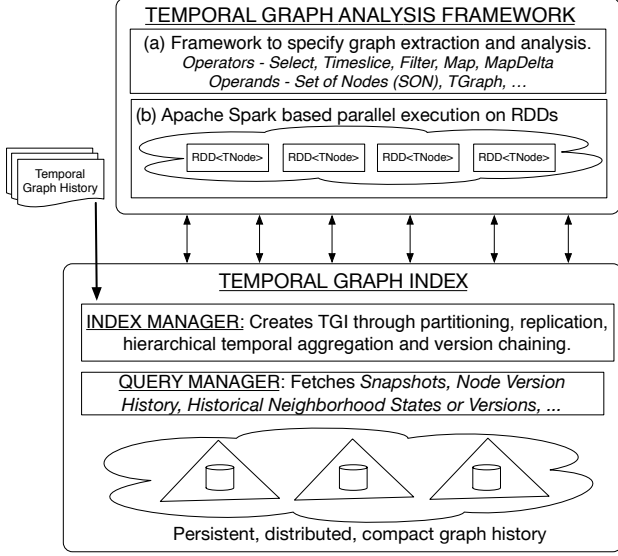 TEMPORAL GRAPH ANALYSIS FRAMEWORK
(a) Framework to specify graph extraction and analysis.
Operators - Select, Timeslice, Filter, Map, MapDelta
Operands - Set of Nodes (SON), TGraph, ...
(b) Apache Spark based parallel execution on RDDs
RDD<TNode> RDD<TNode> RDD<TNode> RDD<TNode>
Temporal
Graph History
TEMPORAL GRAPH INDEX
INDEX MANAGER: Creates TGI through partitioning, replication,
hierarchical temporal aggregation and version chaining.
QUERY MANAGER: Fetches Snapshots, Node Version
History, Historical Neighborhood States or Versions, ...
Persistent, distributed, compact graph history